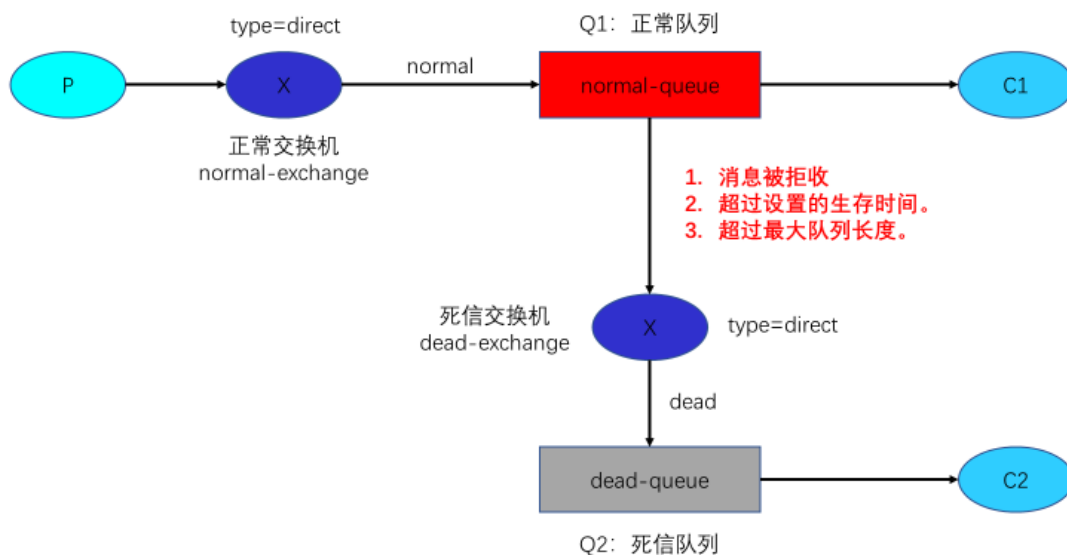 type=direct
Q1：正常队列
P
X
normal
normal-queue
C1
正常交换机
normal-exchange
1. 消息被拒收
2. 超过设置的生存时间。
3. 超过最大队列长度。
死信交换机
dead-exchange
X
type=direct
dead
dead-queue
C2
Q2：死信队列